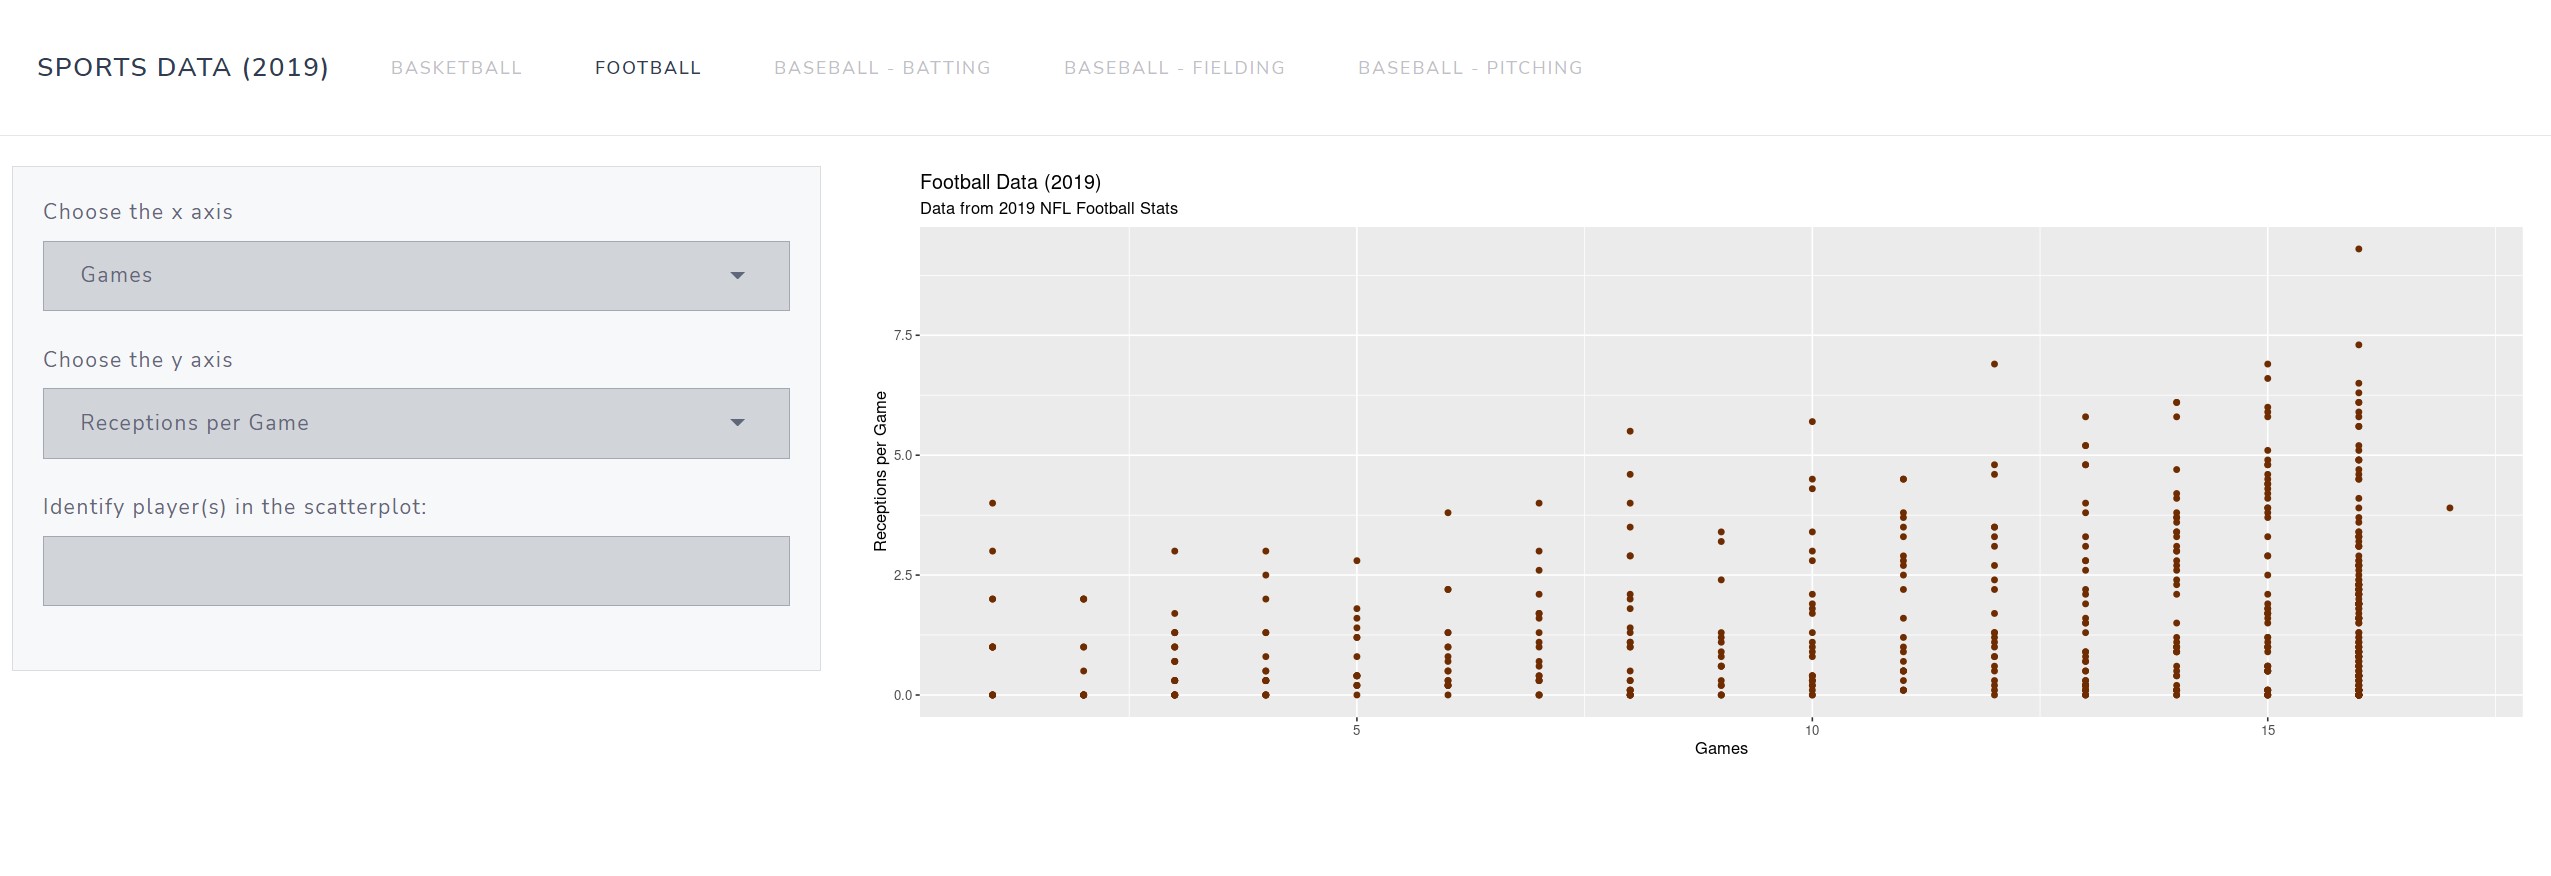 SPORTS DATA (2019) BASKETBALL FOOTBALL BASEBALL - BATTING BASEBALL - FIELDING BASEBALL - PITCHING
Choose the x axis
Games
Choose the y axis
Receptions per Game
Identify player(s) in the scatterplot:
Football Data (2019)
Data from 2019 NFL Football Stats
Receptions per Game
7.5
5.0
2.5
0.0
5 10 15
Games